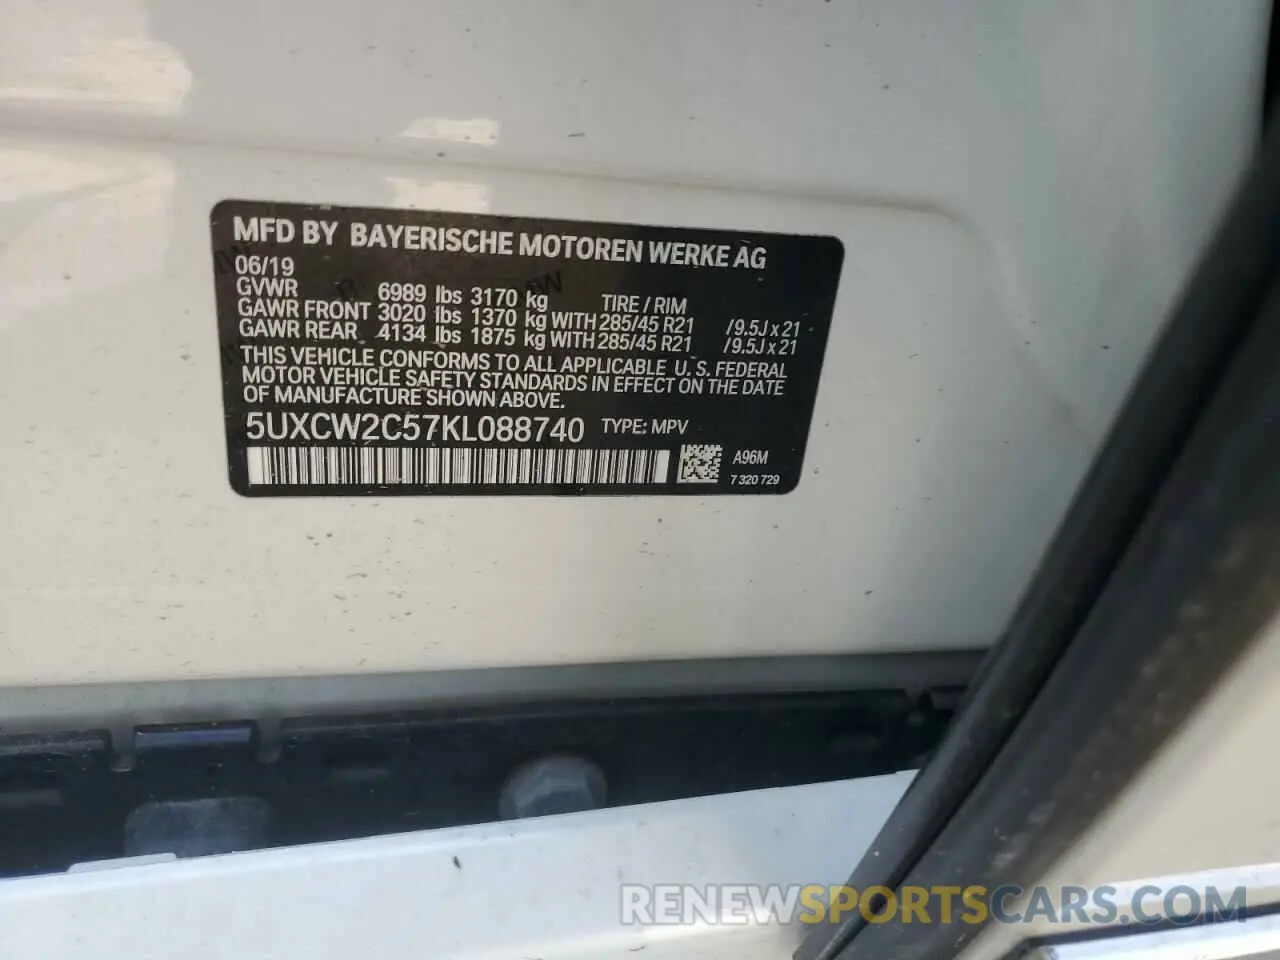 MFD BY BAYERISCHE MOTOREN WERKE AG
06/19
GVWR 6989 lbs 3170 kg TIRE / RIM
GAWR FRONT 3020 lbs 1370 kg WITH 285/45 R21 /9.5J x 21
GAWR REAR 4134 lbs 1875 kg WITH 285/45 R21 /9.5J x 21
THIS VEHICLE CONFORMS TO ALL APPLICABLE U. S. FEDERAL
MOTOR VEHICLE SAFETY STANDARDS IN EFFECT ON THE DATE
OF MANUFACTURE SHOWN ABOVE.
5UXCW2C57KL088740 TYPE: MPV
A96M
7 320 729
RENEWSPORTSCARS.COM